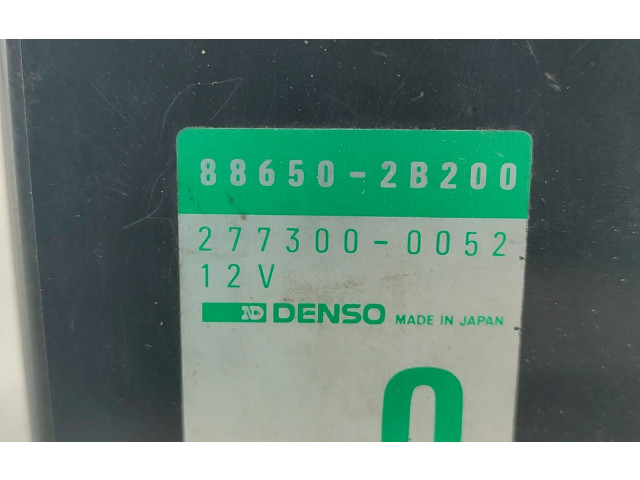 88650-2B200
277300-0052
12V
ND DENSO MADE IN JAPAN